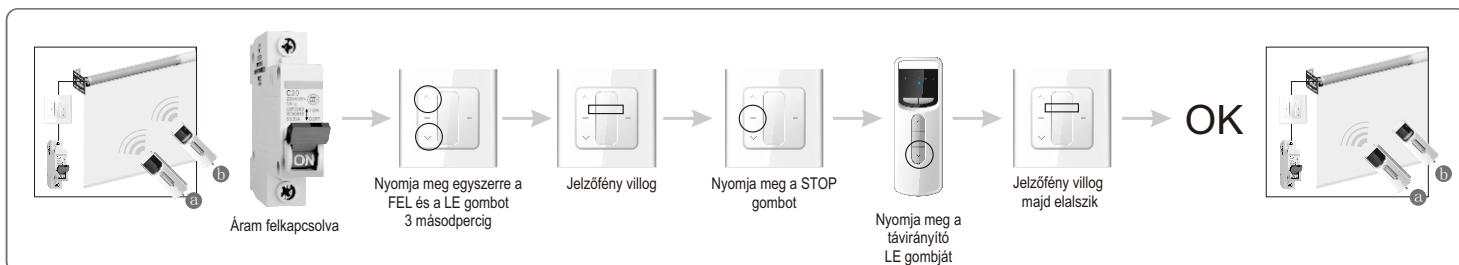 b
a
C20
ON
Áram felkapcsolva
Nyomja meg egyszerre a
FEL és a LE gombot
3 másodpercig
Jelzőfény villog
Nyomja meg a STOP
gombot
Nyomja meg a
távirányító
LE gombját
Jelzőfény villog
majd elalszik
OK
b
a